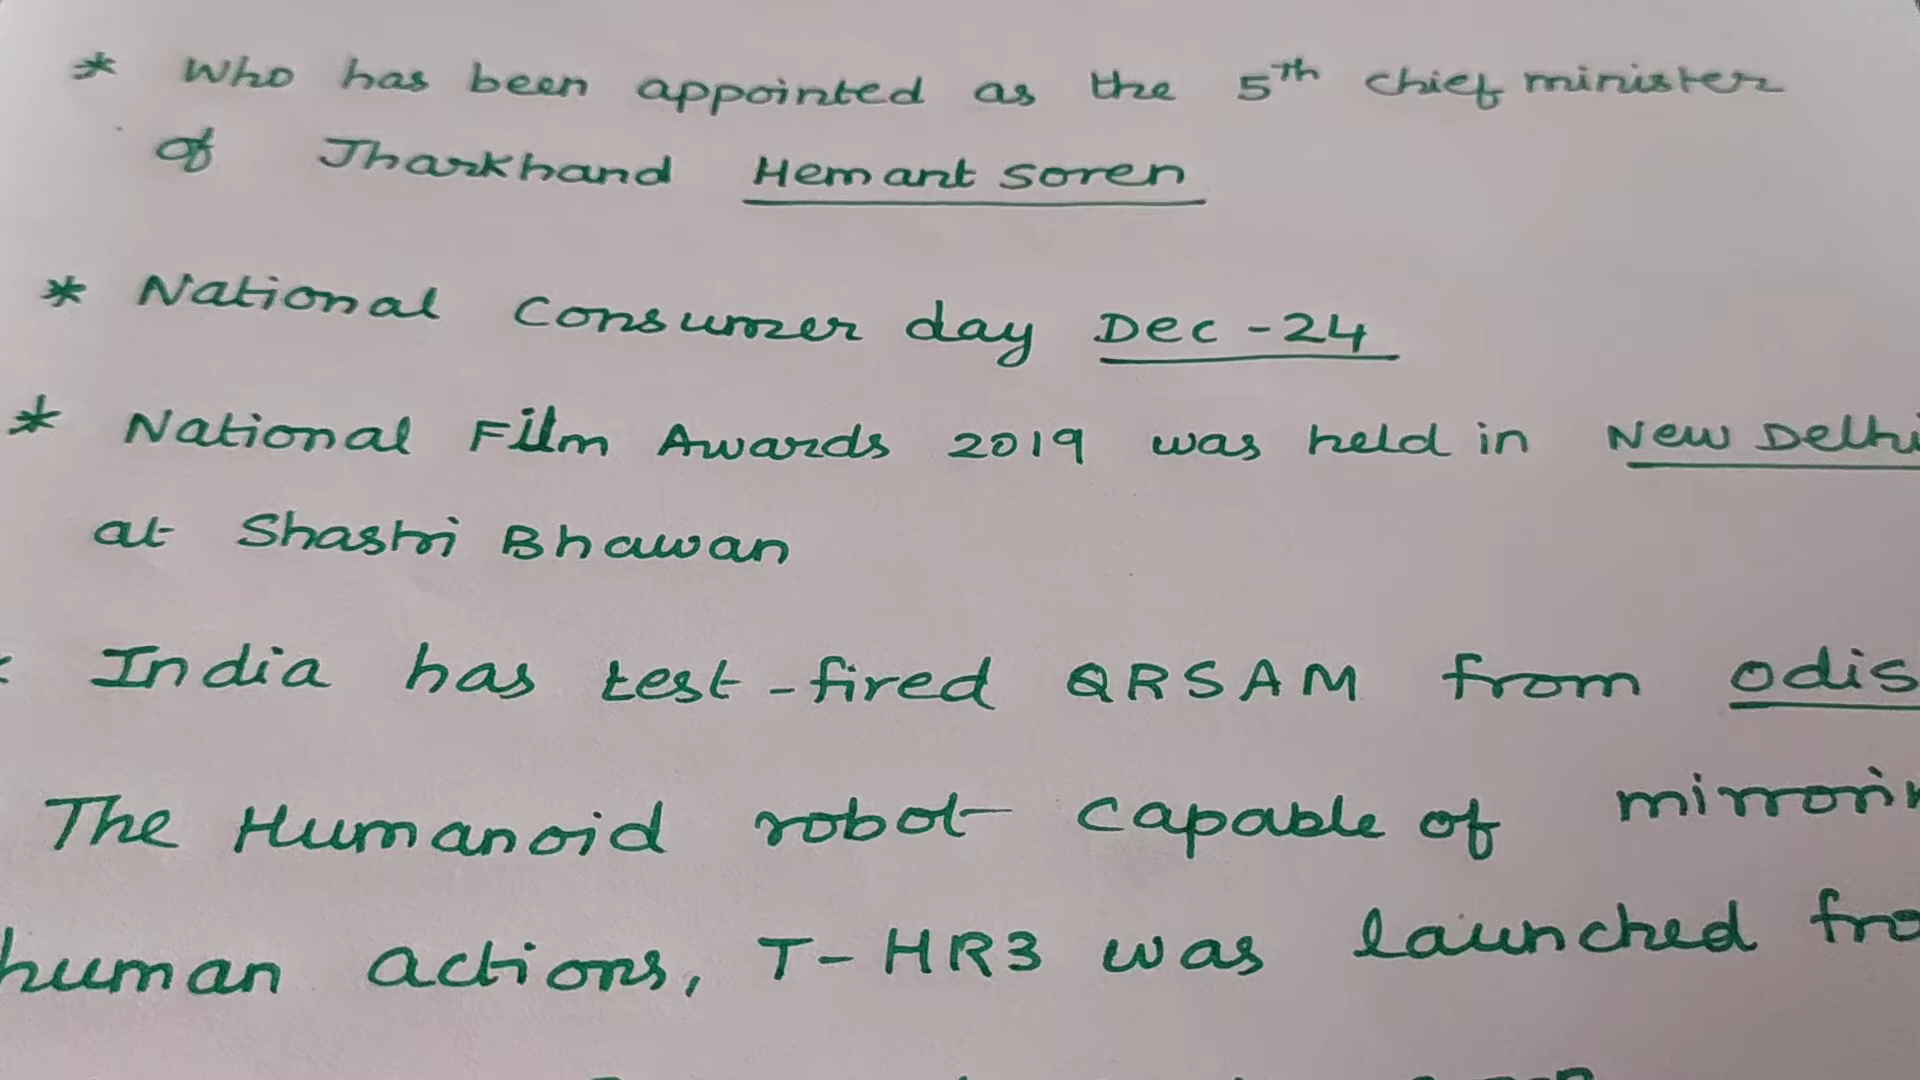 * Who has been appointed as the 5th chief minister
of Jharkhand Hemant Soren
* National Consumer day Dec - 24
* National Film Awards 2019 was held in New Delhi
at Shastri Bhawan
India has test-fired QRSAM from odis
The Humanoid robot capable of mirrorin
human actions, T-HR3 was launched fro